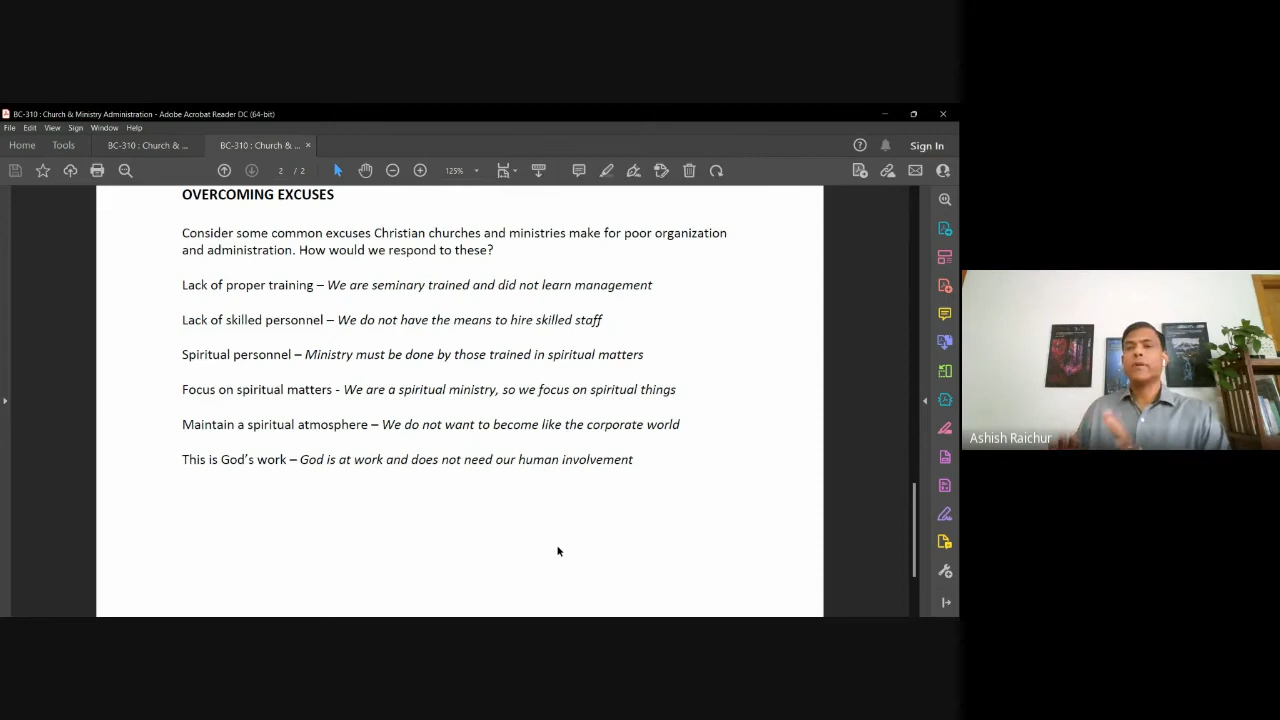 BC-310 : Church & Ministry Administration - Adobe Acrobat Reader DC (64-bit)
File Edit View Sign Window Help
Home Tools BC-310 : Church & ... BC-310 : Church & ... × Sign In
2 / 2 125%
OVERCOMING EXCUSES
Consider some common excuses Christian churches and ministries make for poor organization
and administration. How would we respond to these?
Lack of proper training – We are seminary trained and did not learn management
Lack of skilled personnel – We do not have the means to hire skilled staff
Spiritual personnel – Ministry must be done by those trained in spiritual matters
Focus on spiritual matters - We are a spiritual ministry, so we focus on spiritual things
Maintain a spiritual atmosphere – We do not want to become like the corporate world
This is God’s work – God is at work and does not need our human involvement
Ashish Raichur